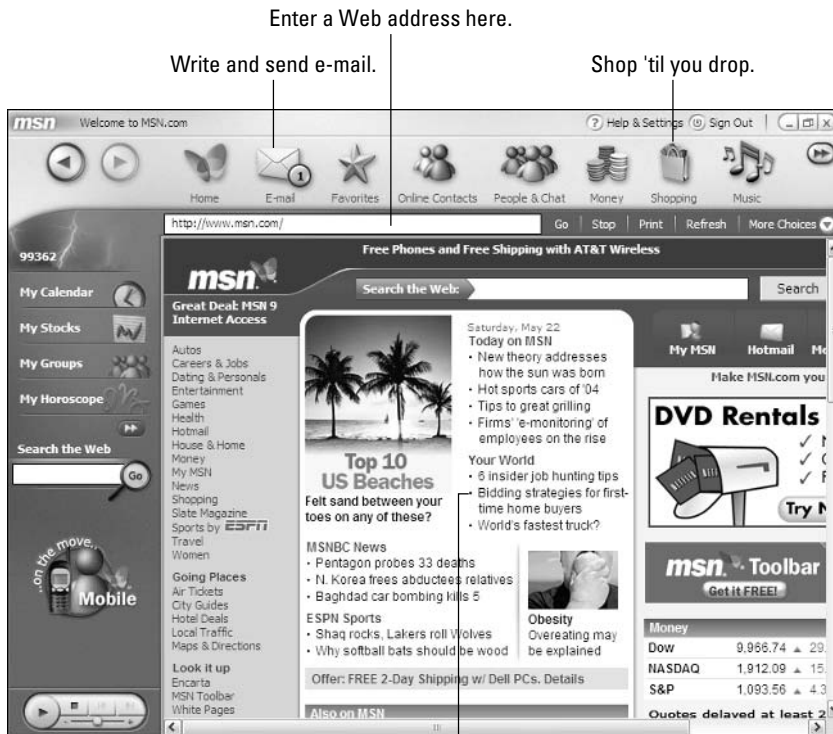 Enter a Web address here.
Write and send e-mail.
Shop 'til you drop.
msn Welcome to MSN.com
? Help & Settings Sign Out
1
Home E-mail Favorites Online Contacts People & Chat Money Shopping Music
http://www.msn.com/ Go Stop Print Refresh More Choices
99362
My Calendar
My Stocks
My Groups
My Horoscope
Search the Web
Go
..on the move..
Mobile
Free Phones and Free Shipping with AT&T Wireless
msn
Search the Web: Search
Great Deal: MSN 9
Internet Access
Autos
Careers & Jobs
Dating & Personals
Entertainment
Games
Health
Hotmail
House & Home
Money
My MSN
News
Shopping
Slate Magazine
Sports by ESPN
Travel
Women
Going Places
Air Tickets
City Guides
Hotel Deals
Local Traffic
Maps & Directions
Look it up
Encarta
MSN Toolbar
White Pages
Top 10
US Beaches
Felt sand between your
toes on any of these?
Saturday, May 22
Today on MSN
· New theory addresses
how the sun was born
· Hot sports cars of '04
· Tips to great grilling
· Firms' 'e-monitoring' of
employees on the rise
Your World
· 6 insider job hunting tips
· Bidding strategies for first-
time home buyers
· World's fastest truck?
MSNBC News
· Pentagon probes 33 deaths
· N. Korea frees abductees relatives
· Baghdad car bombing kills 5
ESPN Sports
· Shaq rocks, Lakers roll Wolves
· Why softball bats should be wood
Obesity
Overeating may
be explained
Offer: FREE 2-Day Shipping w/ Dell PCs. Details
Also on MSN
My MSN Hotmail
Make MSN.com you
DVD Rentals
Try
msn Toolbar
Get it FREE!
Money
Dow 9,966.74 ▲ 29.
NASDAQ 1,912.09 ▲ 15.
S&P 1,093.56 ▲ 4.3
Quotes delayed at least 2